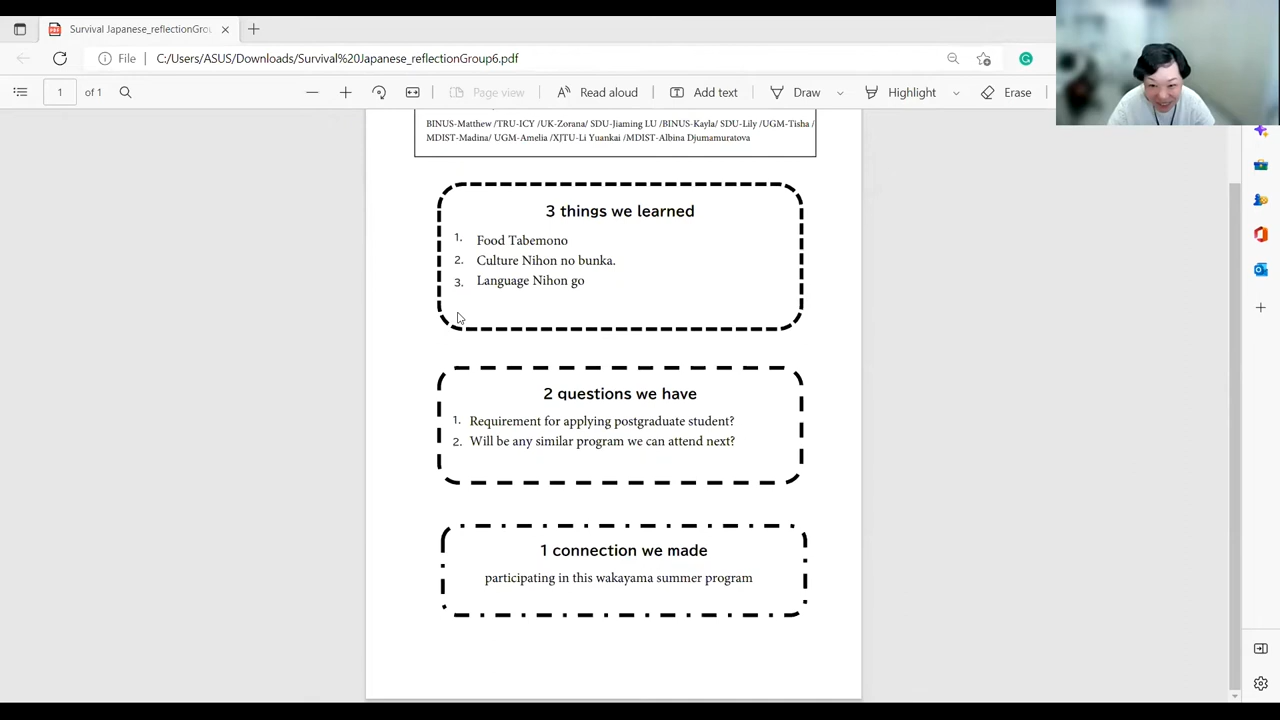 Survival Japanese_reflectionGrou
File
C:/Users/ASUS/Downloads/Survival%20Japanese_reflectionGroup6.pdf
1 of 1
Page view
Read aloud
Add text
Draw
Highlight
Erase
BINUS-Matthew /TRU-ICY /UK-Zorana/ SDU-Jiaming LU /BINUS-Kayla/ SDU-Lily /UGM-Tisha /
MDIST-Madina/ UGM-Amelia /XJTU-Li Yuankai /MDIST-Albina Djumamuratova
3 things we learned
1. Food Tabemono
2. Culture Nihon no bunka.
3. Language Nihon go
2 questions we have
1. Requirement for applying postgraduate student?
2. Will be any similar program we can attend next?
1 connection we made
participating in this wakayama summer program